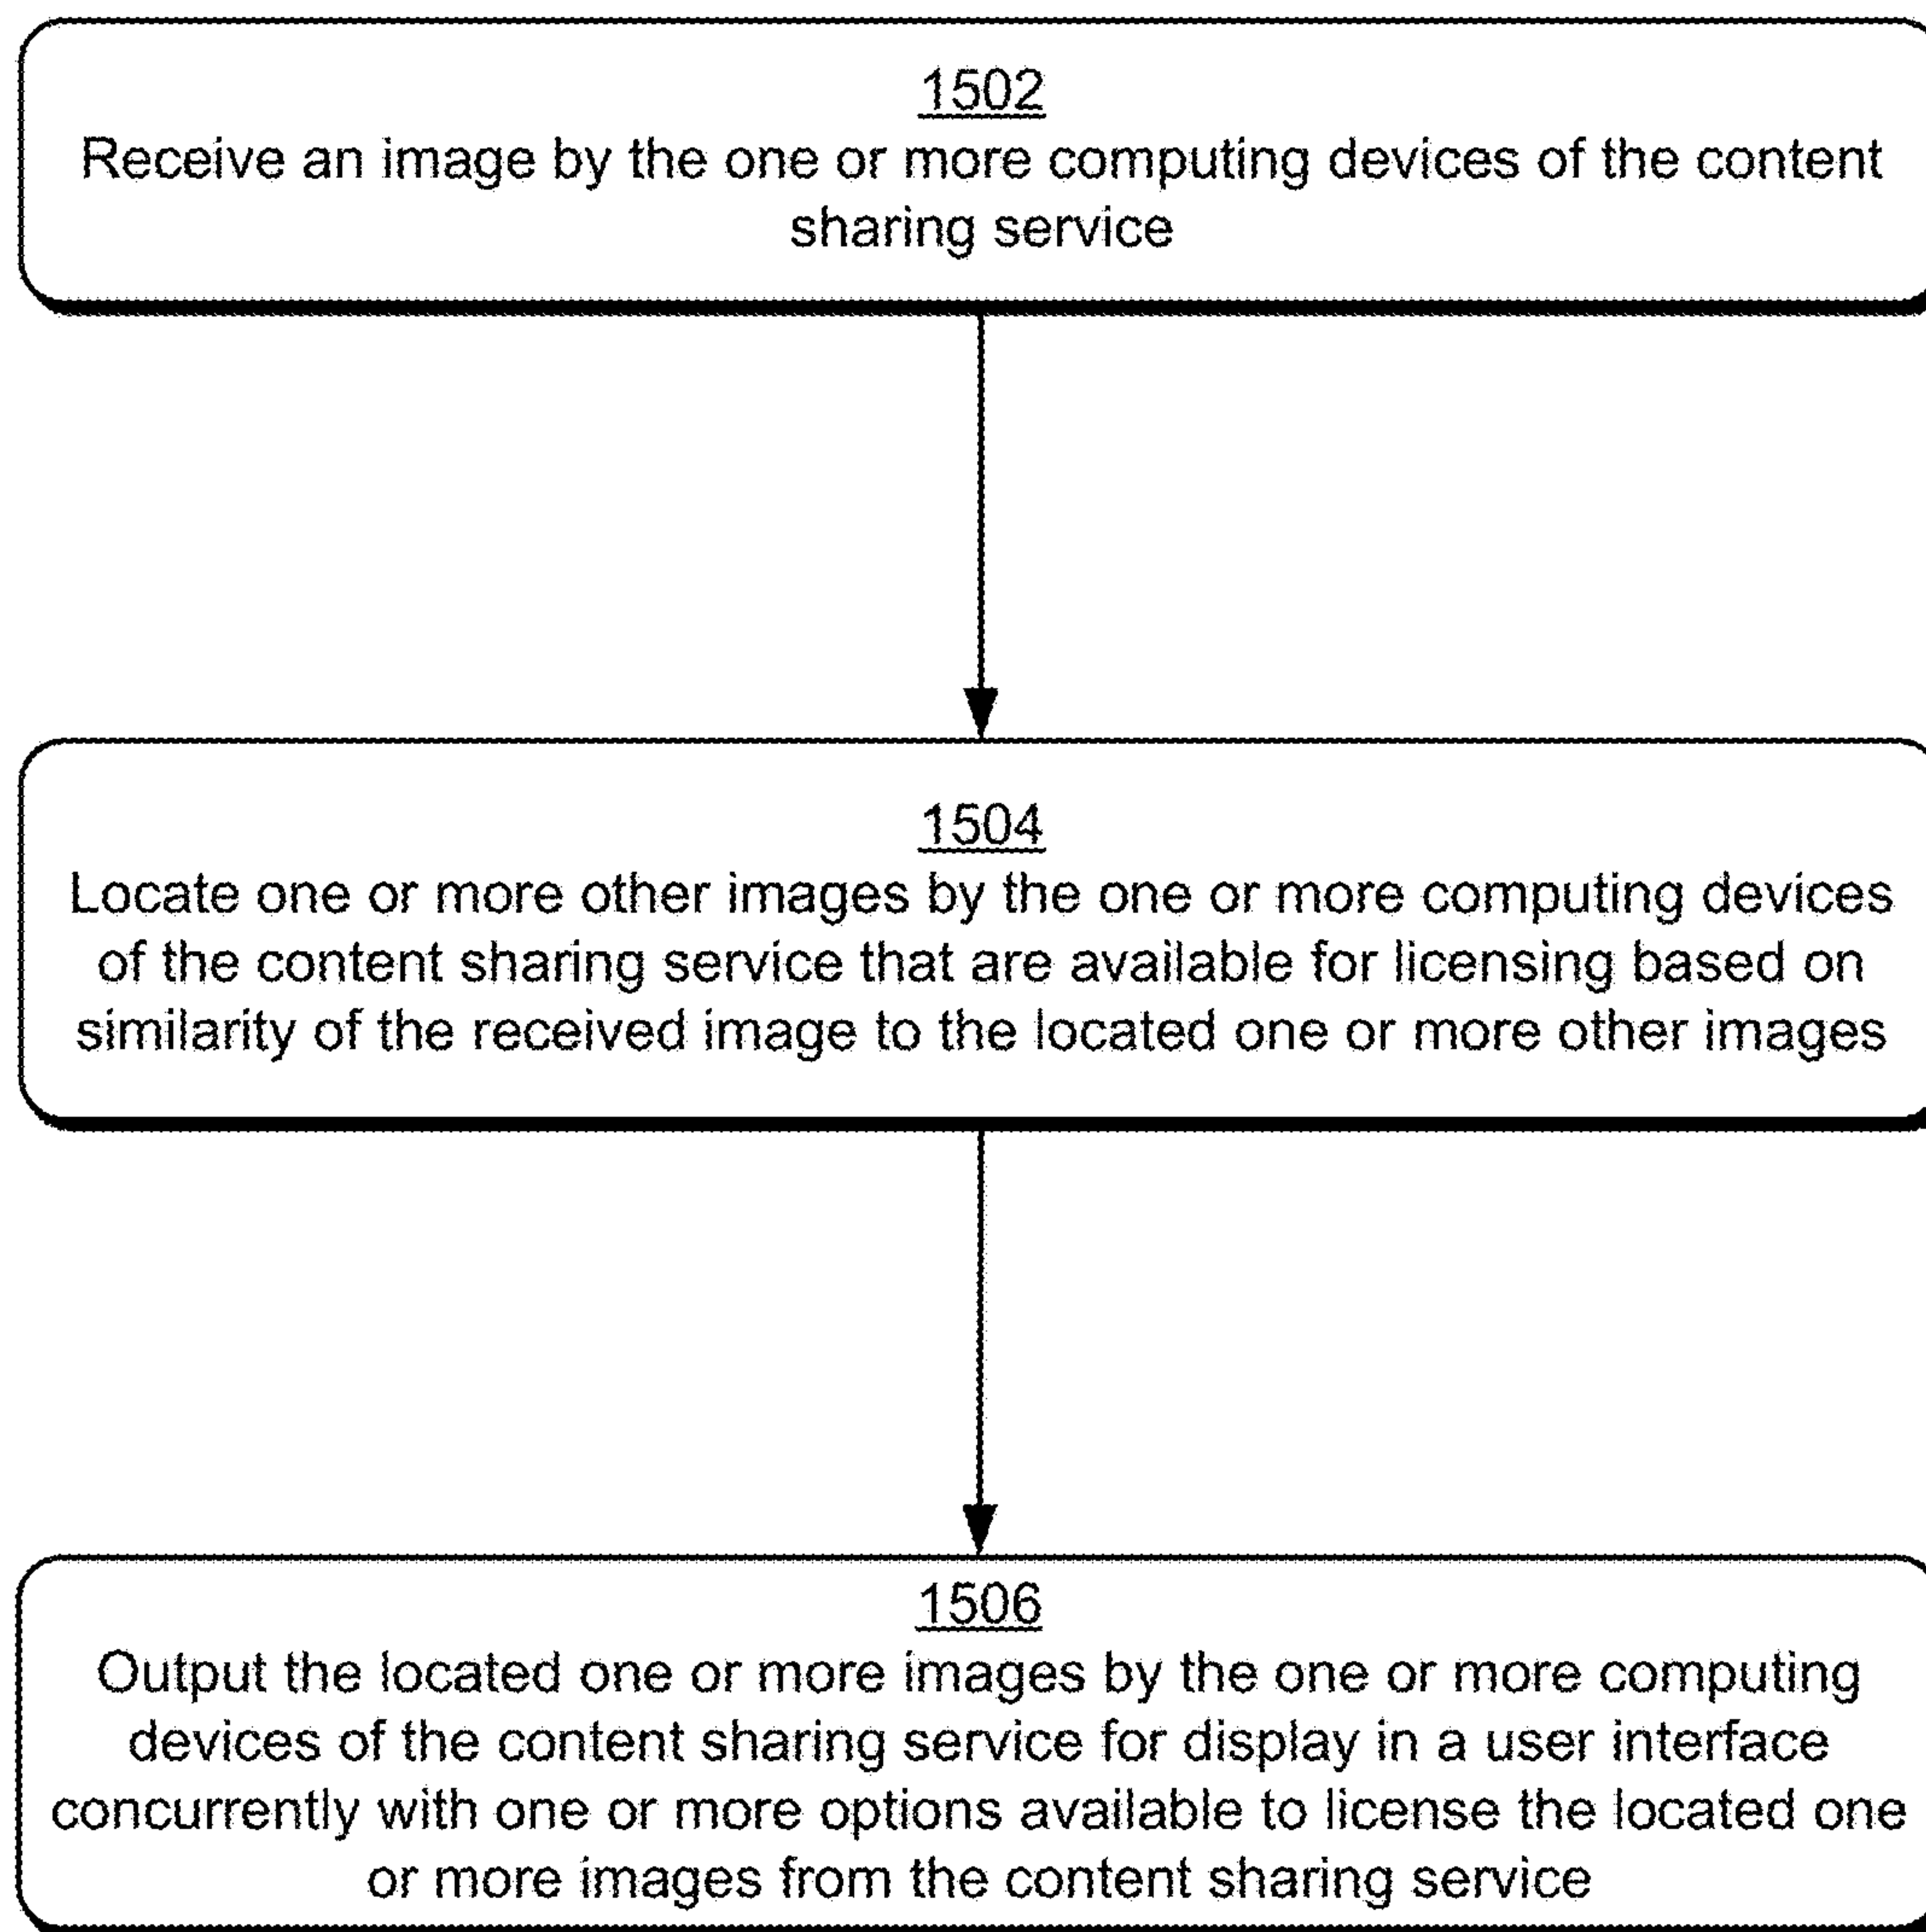 1502
Receive an image by the one or more computing devices of the content
sharing service
1504
Locate one or more other images by the one or more computing devices
of the content sharing service that are available for licensing based on
similarity of the received image to the located one or more other images
1506
Output the located one or more images by the one or more computing
devices of the content sharing service for display in a user interface
concurrently with one or more options available to license the located one
or more images from the content sharing service